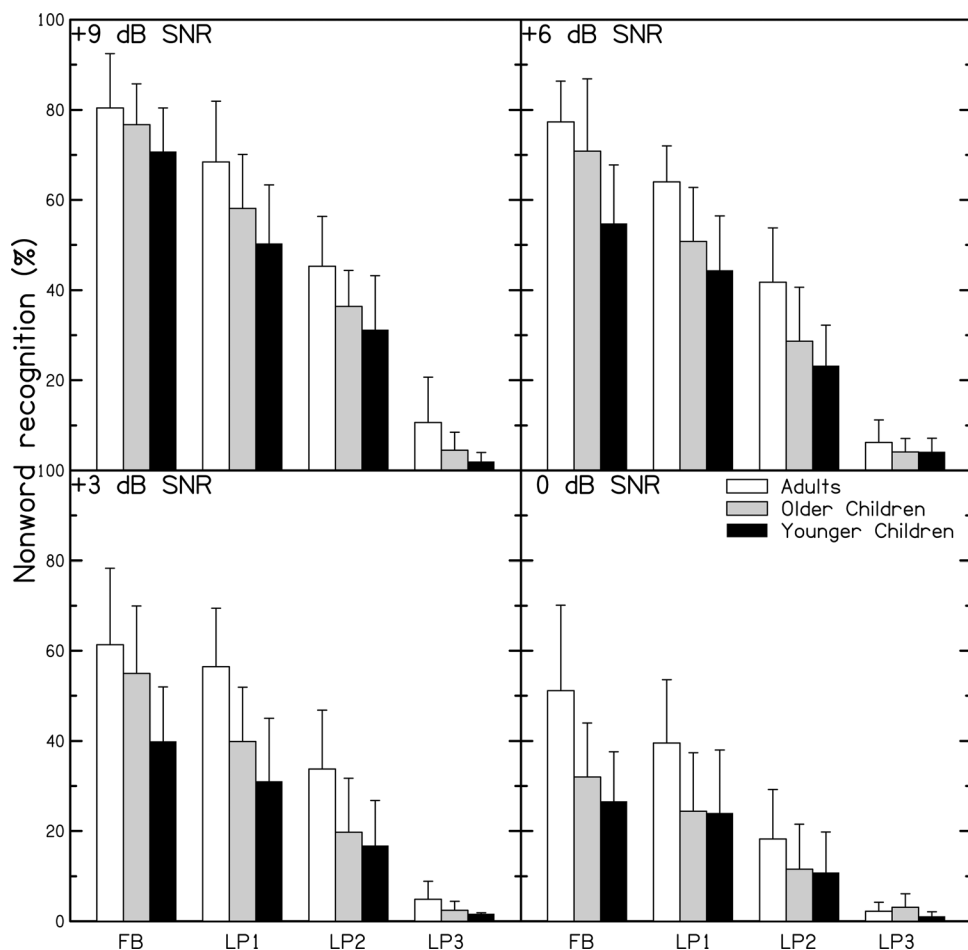 Nonword recognition (%)
+9 dB SNR
+6 dB SNR
100
80
60
40
20
+3 dB SNR
0 dB SNR
100
80
60
40
20
0
Adults
Older Children
Younger Children
FB LP1 LP2 LP3
FB LP1 LP2 LP3